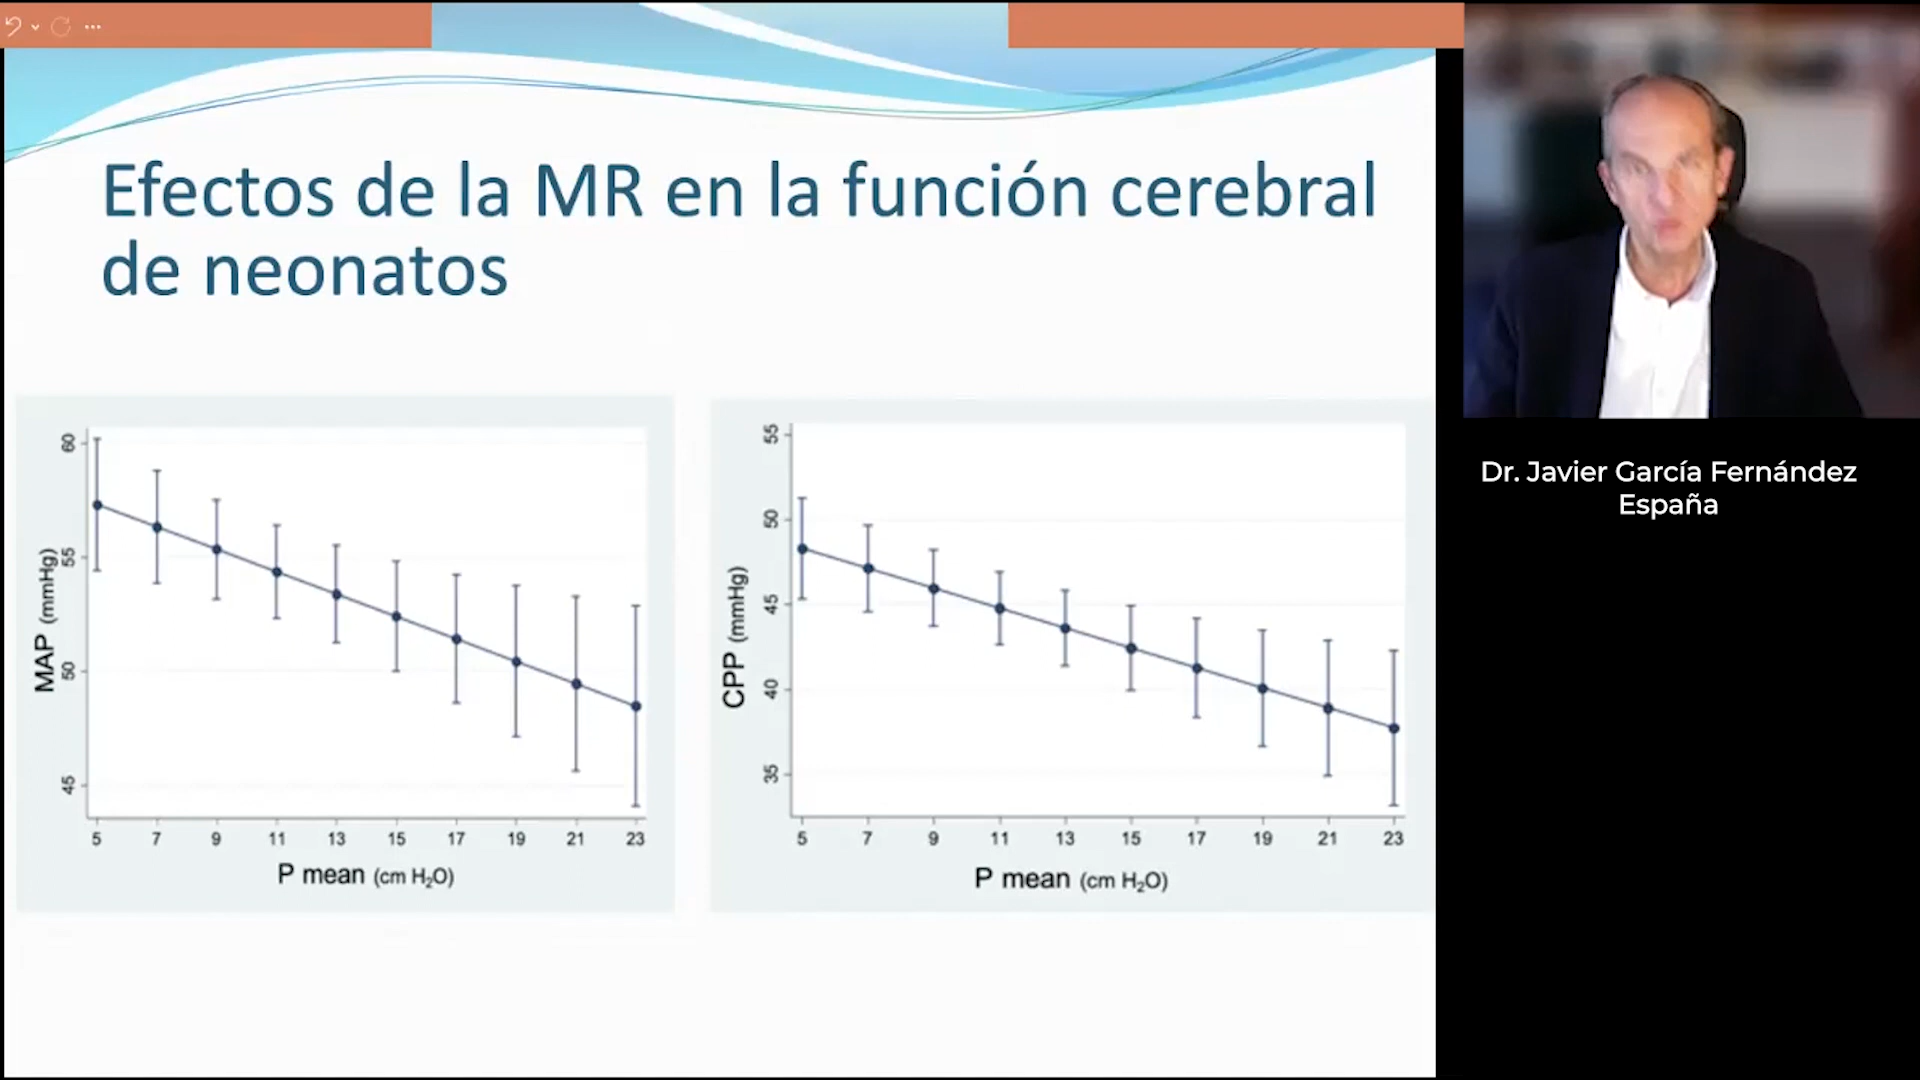 Efectos de la MR en la función cerebral
de neonatos
60
55
50
45
MAP (mmHg)
5 7 9 11 13 15 17 19 21 23
P mean (cm H₂O)
55
50
45
40
35
CPP (mmHg)
5 7 9 11 13 15 17 19 21 23
P mean (cm H₂O)
Dr. Javier García Fernández
España